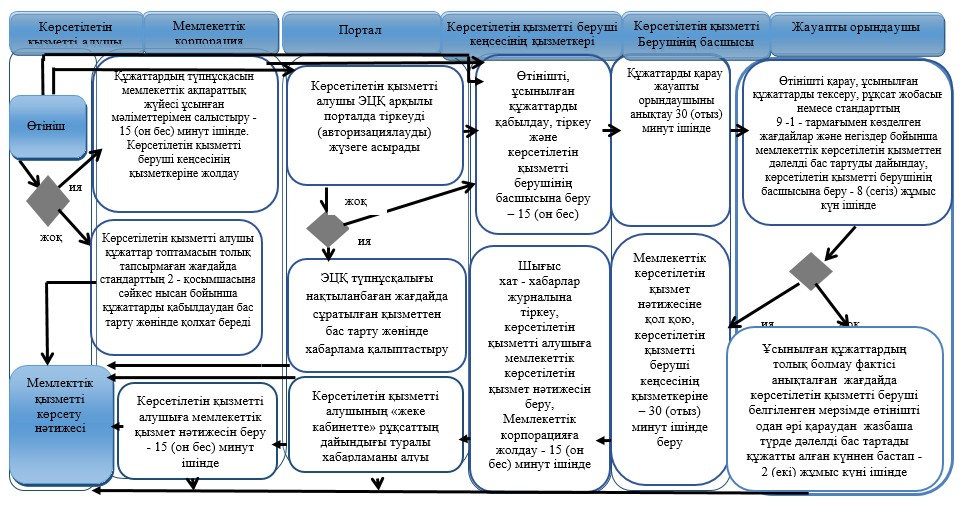 Көрсетілетін
қызметті алушы
Мемлекеттік
корпорация
Портал
Көрсетілетін қызметті беруші
кеңсесінің қызметкері
Көрсетілетін қызметті
Берушінің басшысы
Жауапты орындаушы
Өтініш
ия
жоқ
Құжаттардың түпнұсқасын
мемлекеттік ақпараттық
жүйесі ұсынған
мәліметтерімен салыстыру -
15 (он бес) минут ішінде.
Көрсетілетін қызметті
беруші кеңсесінің
қызметкеріне жолдау
Көрсетілетін қызметті алушы
құжаттар топтамасын толық
тапсырмаған жағдайда
стандарттың 2 - қосымшасына
сәйкес нысан бойынша
құжаттарды қабылдаудан бас
тарту жөнінде қолхат береді
Көрсетілетін қызметті
алушы ЭЦҚ арқылы
порталда тіркеуді
(авторизациялауды)
жүзеге асырады
жоқ
ия
ЭЦҚ түпнұсқалығы
нақтыланбаған жағдайда
сұратылған қызметтен
бас тарту жөнінде
хабарлама қалыптастыру
Өтінішті,
ұсынылған
құжаттарды
қабылдау, тіркеу
және
көрсетілетін
қызметті
берушінің
басшысына беру
– 15 (он бес)
Құжаттарды қарау
жауапты
орындаушыны
анықтау 30 (отыз)
минут ішінде
Өтінішті қарау, ұсынылған
құжаттарды тексеру, рұқсат жобасын
немесе стандарттың
9 -1 - тармағымен көзделген
жағдайлар және негіздер бойынша
мемлекеттік көрсетілетін қызметтен
дәлелді бас тартуды дайындау,
көрсетілетін қызметті берушінің
басшысына беру - 8 (сегіз) жұмыс
күн ішінде
ия
жоқ
Ұсынылған құжаттардың
толық болмау фактісі
анықталған жағдайда
көрсетілетін қызметті беруші
белгіленген мерзімде өтінішті
одан әрі қараудан жазбаша
түрде дәлелді бас тартады
құжатты алған күннен бастап -
2 (екі) жұмыс күні ішінде
Мемлекеттік
көрсетілетін
қызмет
нәтижесіне
қол қою,
көрсетілетін
қызметті
беруші
кеңсесінің
қызметкеріне
– 30 (отыз)
минут ішінде
беру
Шығыс
хат - хабарлар
журналына
тіркеу,
көрсетілетін
қызметті алушыға
мемлекеттік
көрсетілетін
қызмет нәтижесін
беру,
Мемлекеттік
корпорацияға
жолдау - 15 (он
бес) минут ішінде
Көрсетілетін қызметті
алушының «жеке
кабинетте» рұқсаттың
дайындығы туралы
хабарламаны алуы
Көрсетілетін қызметті
алушыға мемлекеттік
қызмет нәтижесін беру
- 15 (он бес) минут
ішінде
Мемлекттік
қызметті
көрсету
нәтижесі